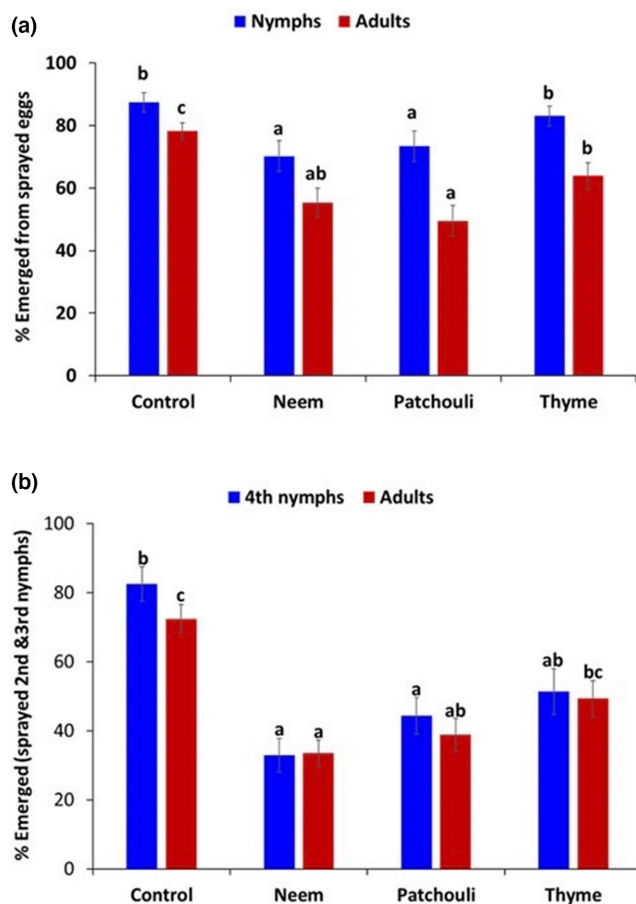 (a)
Nymphs Adults
% Emerged from sprayed eggs
100
80
60
40
20
0
b
c
a
ab
a
a
b
b
Control Neem Patchouli Thyme
(b)
4th nymphs Adults
% Emerged (sprayed 2nd &3rd nymphs)
100
80
60
40
20
0
b
c
a
a
a
ab
ab
bc
Control Neem Patchouli Thyme